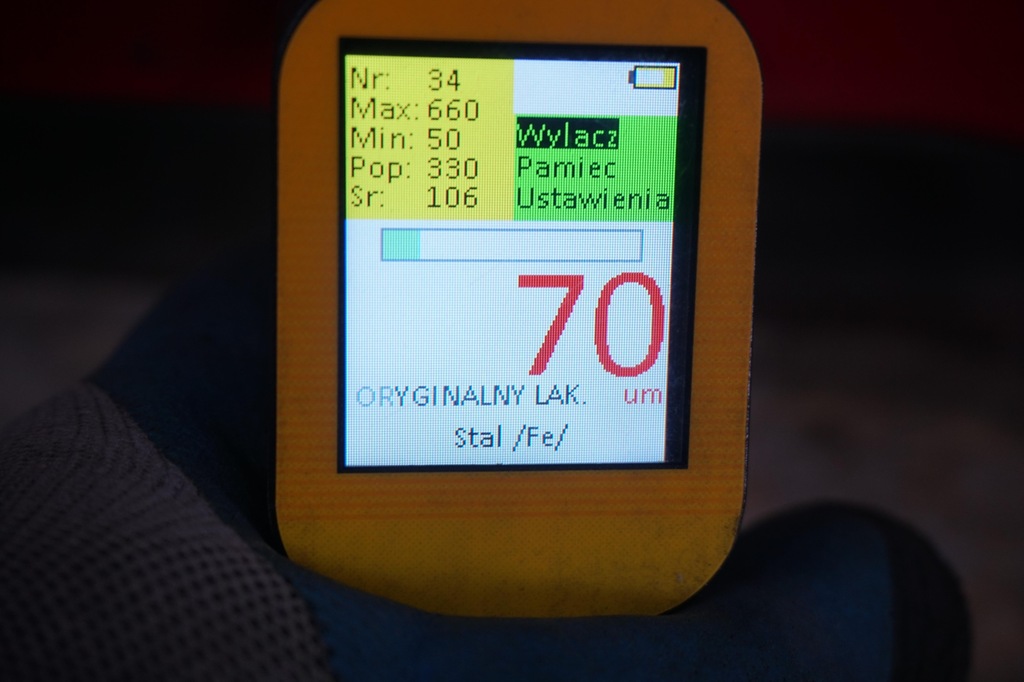 Nr: 34
Max: 660
Min: 50
Pop: 330
Sr: 106
Wylacz
Pamiec
Ustawienia
70
um
ORYGINALNY LAK.
Stal /Fe/